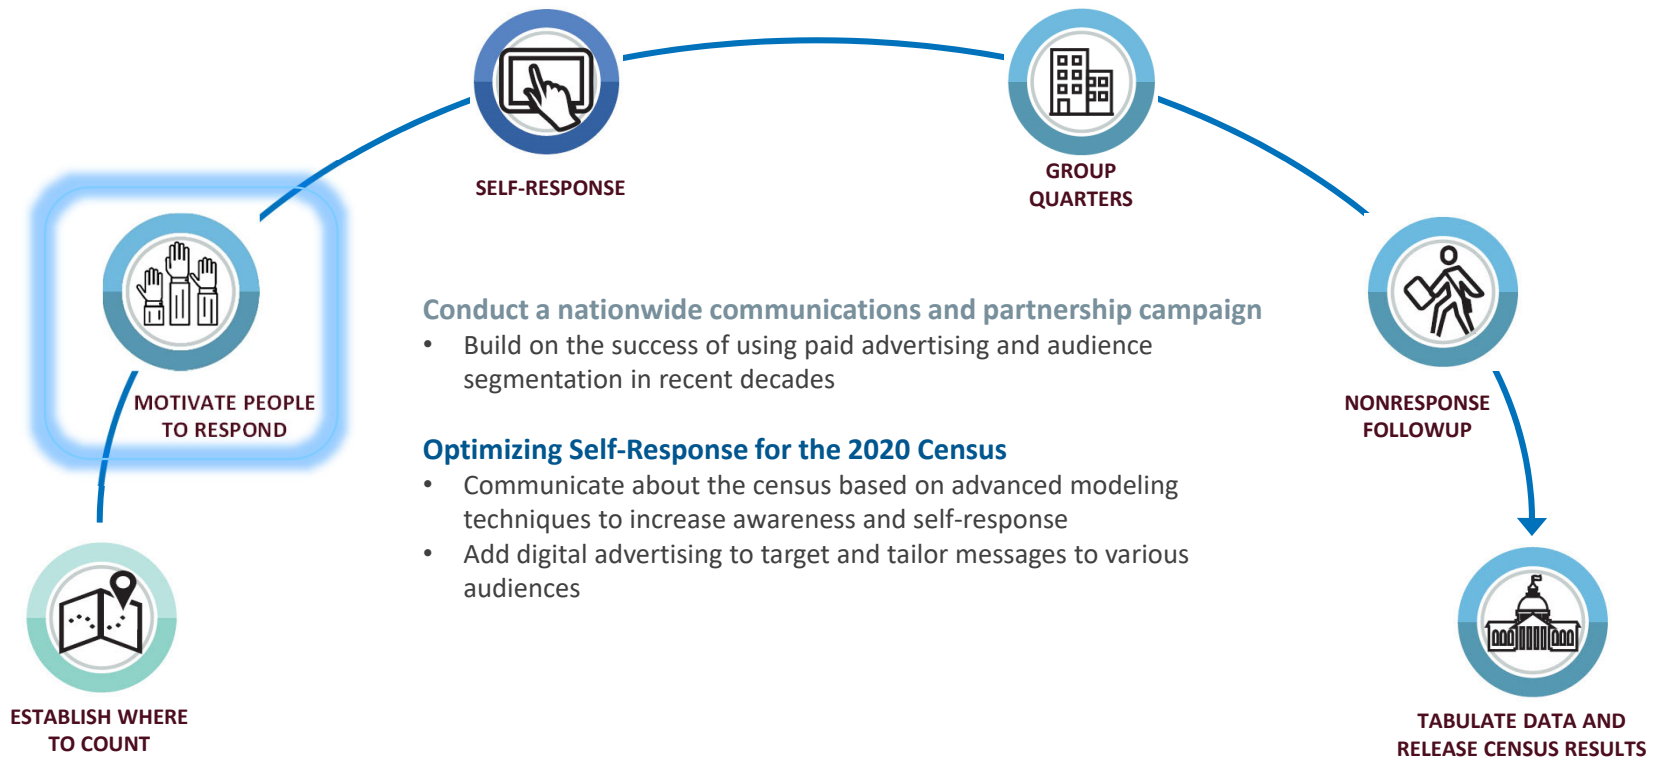 SELF-RESPONSE
GROUP
QUARTERS
MOTIVATE PEOPLE
TO RESPOND
Conduct a nationwide communications and partnership campaign
• Build on the success of using paid advertising and audience
segmentation in recent decades
Optimizing Self-Response for the 2020 Census
• Communicate about the census based on advanced modeling
techniques to increase awareness and self-response
• Add digital advertising to target and tailor messages to various
audiences
NONRESPONSE
FOLLOWUP
ESTABLISH WHERE
TO COUNT
TABULATE DATA AND
RELEASE CENSUS RESULTS